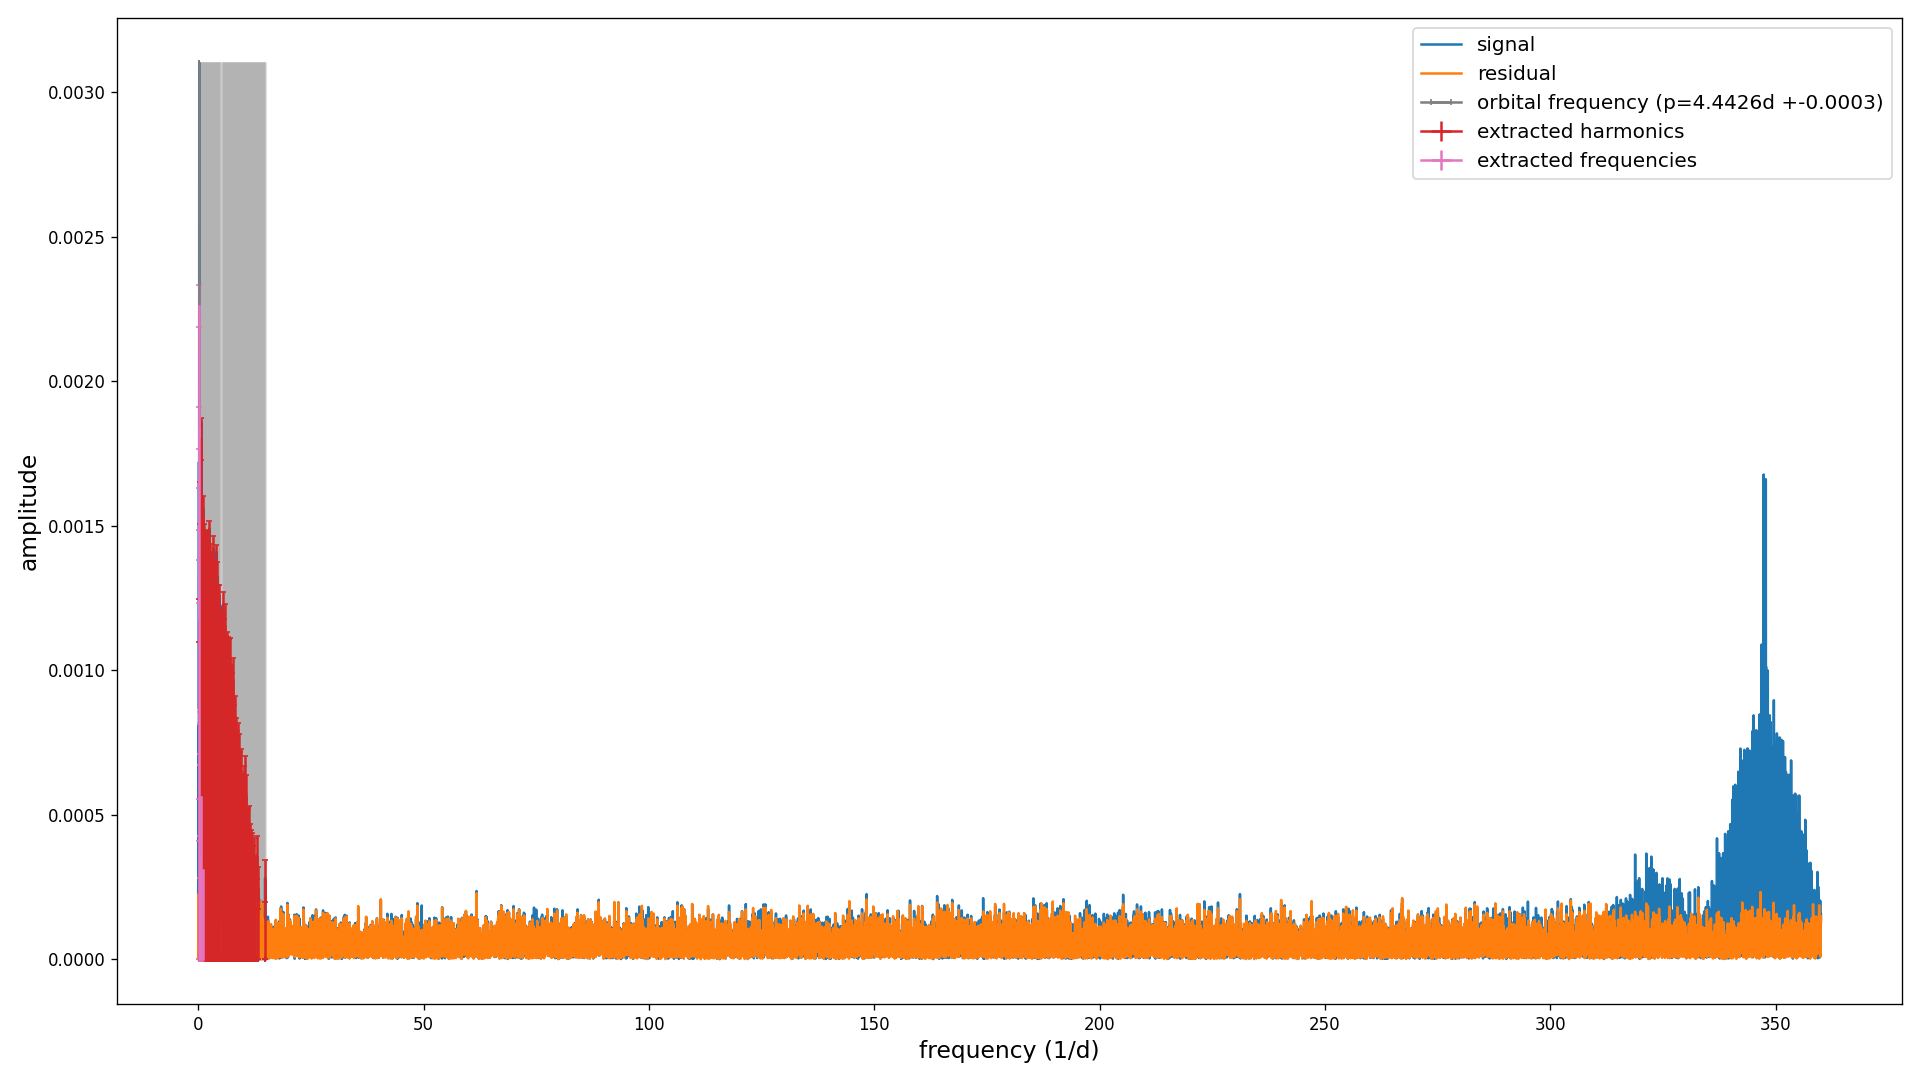 signal
residual
orbital frequency (p=4.4426d +-0.0003)
extracted harmonics
extracted frequencies
0.0030
0.0025
0.0020
0.0015
0.0010
0.0005
0.0000
amplitude
0 50 100 150 200 250 300 350
frequency (1/d)